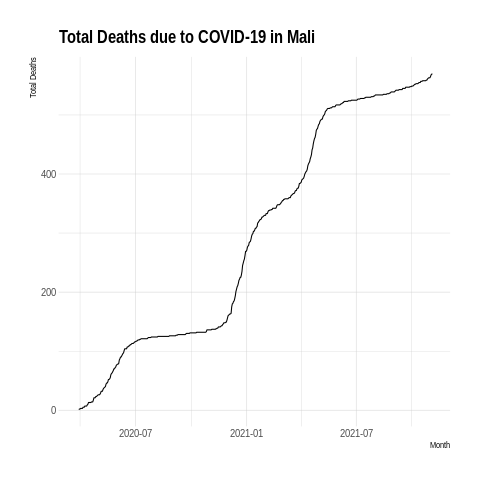 Total Deaths due to COVID-19 in Mali
Total Deaths
400
200
0
2020-07
2021-01
2021-07
Month